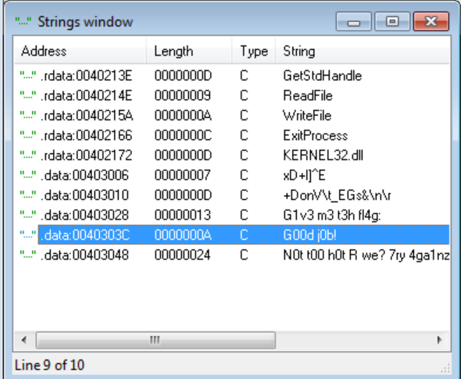 Strings window
Address Length Type String
.rdata:0040213E 0000000D C GetStdHandle
.rdata:0040214E 00000009 C ReadFile
.rdata:0040215A 0000000A C WriteFile
.rdata:00402166 0000000C C ExitProcess
.rdata:00402172 0000000D C KERNEL32.dll
.data:00403006 00000007 C xD+I]^E
.data:00403010 0000000D C +DonV\t_EGs&\n\r
.data:00403028 00000013 C G1v3 m3 t3h fl4g:
.data:0040303C 0000000A C G00d j0b!
.data:00403048 00000024 C N0t t00 h0t R we? 7ry 4ga1nz
Line 9 of 10